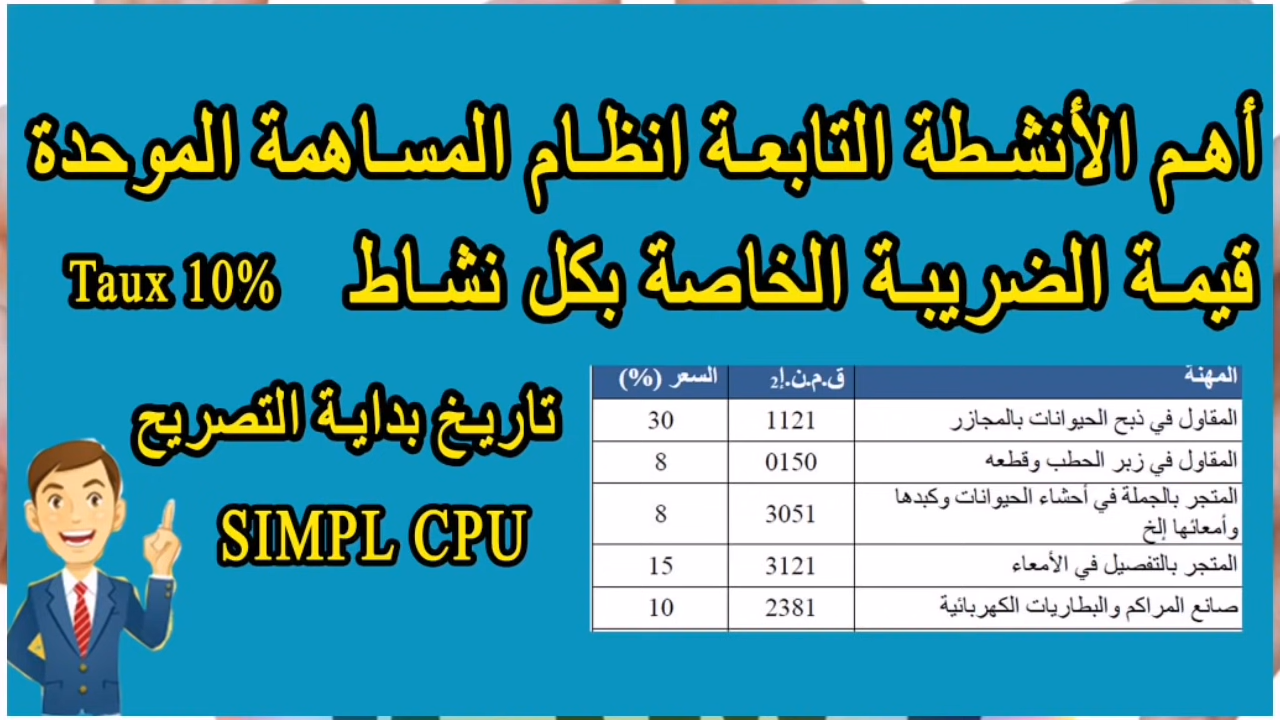 أهم الأنشطة التابعة انظام المساهمة الموحدة
قيمة الضريبة الخاصة بكل نشاط Taux 10%
تاريخ بداية التصريح
SIMPL CPU
المهنة ق.م.ن.إ2 السعر (%)
المقاول في ذبح الحيوانات بالمجازر 1121 30
المقاول في زبر الحطب وقطعه 0150 8
المتجر بالجملة في أحشاء الحيوانات وكبدها
وأمعائها إلخ 3051 8
المتجر بالتفصيل في الأمعاء 3121 15
صانع المراكم والبطاريات الكهربائية 2381 10